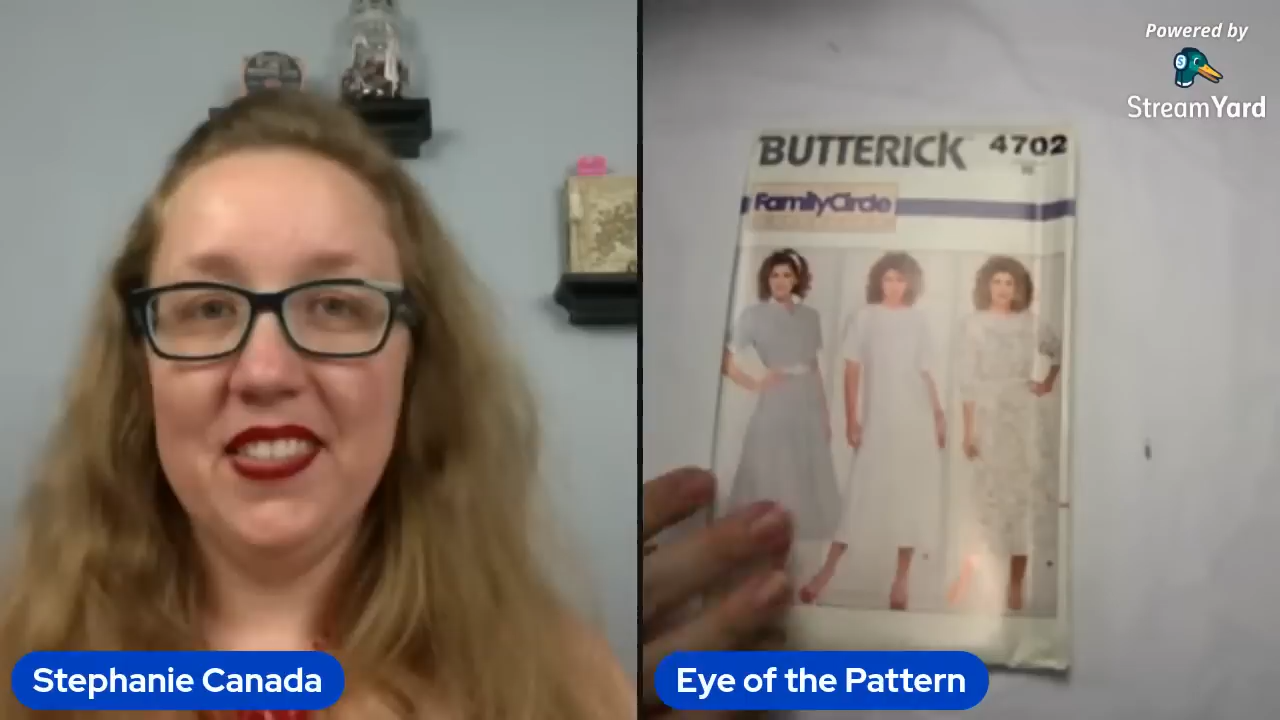 Powered by
StreamYard
BUTTERICK 4702
FamilyCircle
Stephanie Canada
Eye of the Pattern